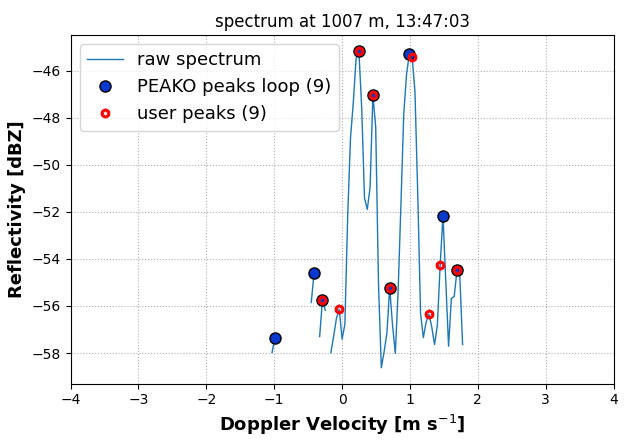 spectrum at 1007 m, 13:47:03
raw spectrum
PEAKO peaks loop (9)
user peaks (9)
Reflectivity [dBZ]
−46
−48
−50
−52
−54
−56
−58
−4 −3 −2 −1 0 1 2 3 4
Doppler Velocity [m s⁻¹]